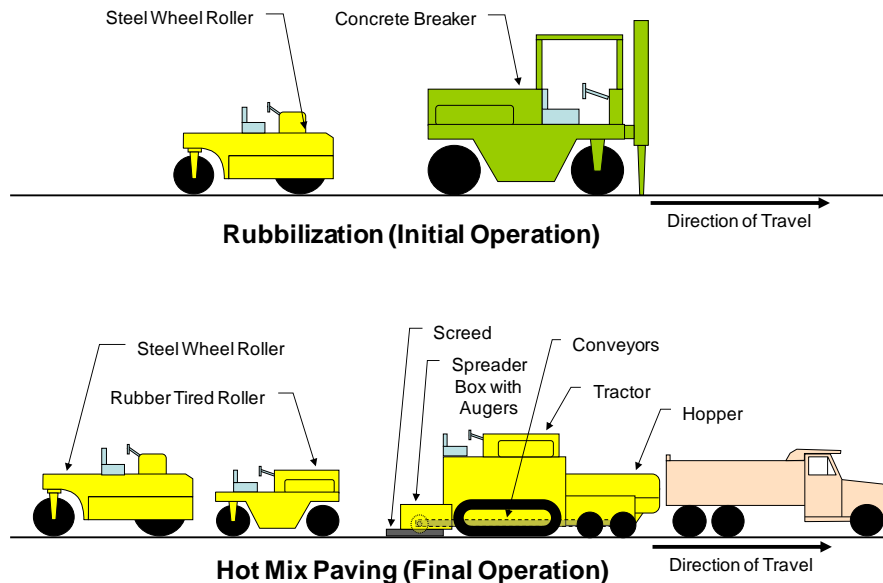 Steel Wheel Roller
Concrete Breaker
Direction of Travel
Rubbilization (Initial Operation)
Screed
Steel Wheel Roller
Conveyors
Spreader
Box with
Augers
Rubber Tired Roller
Tractor
Hopper
Direction of Travel
Hot Mix Paving (Final Operation)